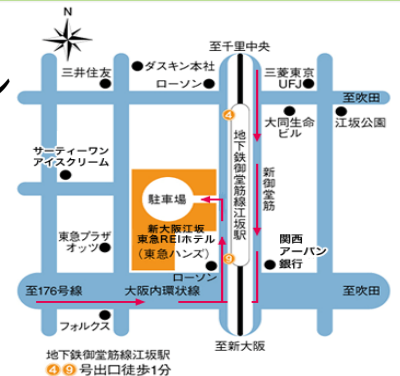 N
至千里中央
ダスキン本社
三井住友
ローソン
三菱東京
UFJ
至吹田
4
大同生命
ビル
江坂公園
地下鉄御堂筋線江坂駅
新御堂筋
サーティーワン
アイスクリーム
駐車場
新大阪江坂
東急REIホテル
(東急ハンズ)
東急プラザ
オッツ
関西
アーバン
銀行
9
ローソン
至176号線
大阪内環状線
至吹田
フォルクス
至新大阪
地下鉄御堂筋線江坂駅
4 9 号出口徒歩1分